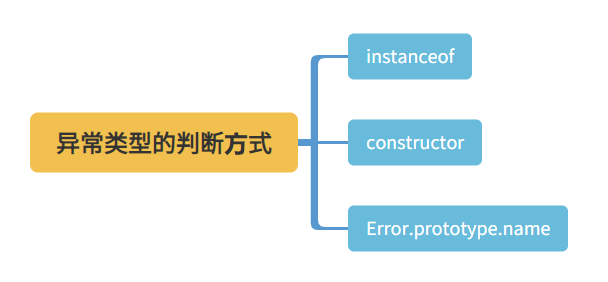 异常类型的判断方式
instanceof
constructor
Error.prototype.name